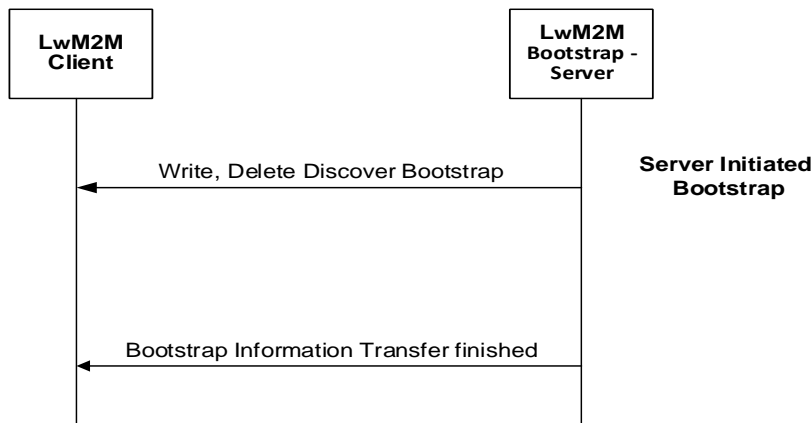 LwM2M
Client
LwM2M
Bootstrap -
Server
Write, Delete Discover Bootstrap
Server Initiated
Bootstrap
Bootstrap Information Transfer finished